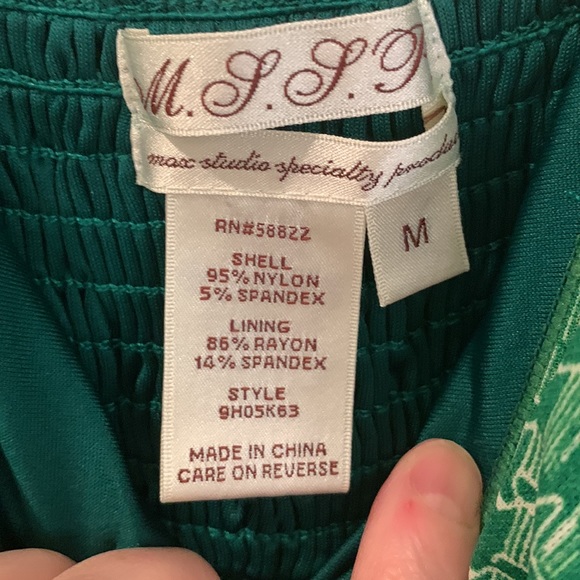 M.S.S.P
max studio specialty produc
RN#58822
SHELL
95% NYLON
5% SPANDEX
LINING
86% RAYON
14% SPANDEX
STYLE
9H05K63
MADE IN CHINA
CARE ON REVERSE
M